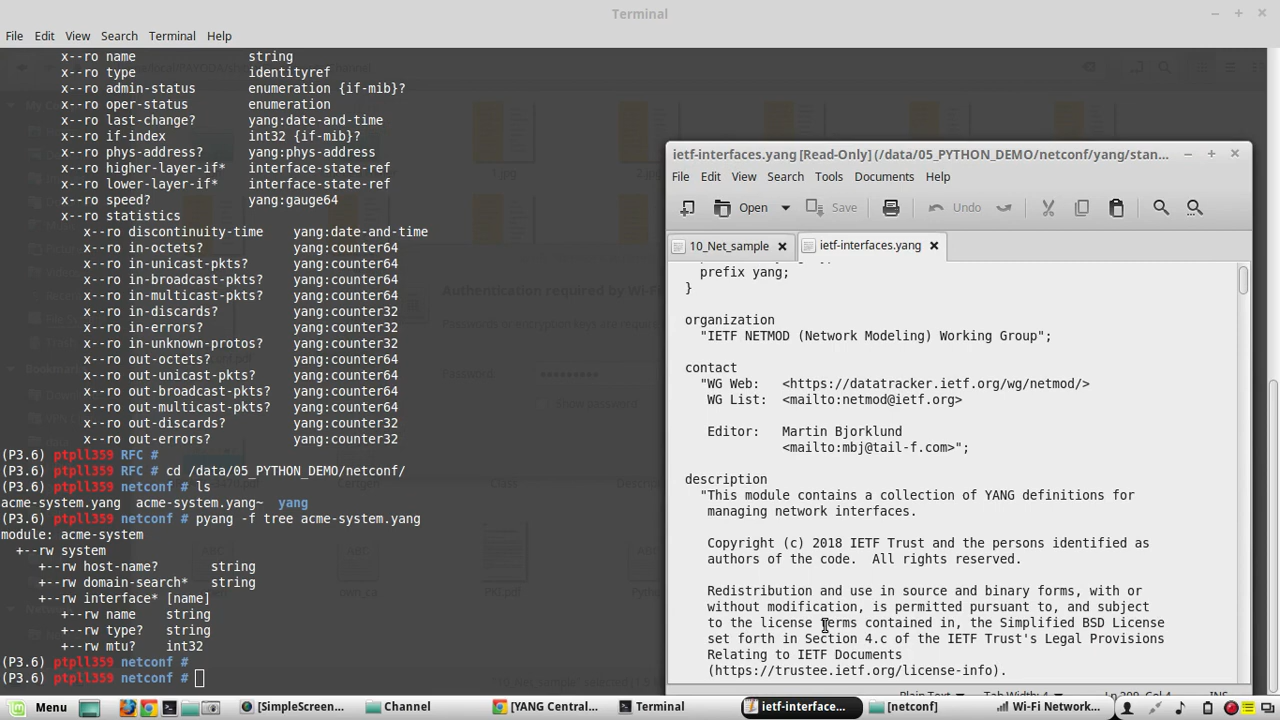 Terminal
File Edit View Search Terminal Help
x--ro name string
x--ro type identityref
x--ro admin-status enumeration {if-mib}?
x--ro oper-status enumeration
x--ro last-change? yang:date-and-time
x--ro if-index int32 {if-mib}?
x--ro phys-address? yang:phys-address
x--ro higher-layer-if* interface-state-ref
x--ro lower-layer-if* interface-state-ref
x--ro speed? yang:gauge64
x--ro statistics
x--ro discontinuity-time yang:date-and-time
x--ro in-octets? yang:counter64
x--ro in-unicast-pkts? yang:counter64
x--ro in-broadcast-pkts? yang:counter64
x--ro in-multicast-pkts? yang:counter64
x--ro in-discards? yang:counter32
x--ro in-errors? yang:counter32
x--ro in-unknown-protos? yang:counter32
x--ro out-octets? yang:counter64
x--ro out-unicast-pkts? yang:counter64
x--ro out-broadcast-pkts? yang:counter64
x--ro out-multicast-pkts? yang:counter64
x--ro out-discards? yang:counter32
x--ro out-errors? yang:counter32
(P3.6) ptpll359 RFC #
(P3.6) ptpll359 RFC # cd /data/05_PYTHON_DEMO/netconf/
(P3.6) ptpll359 netconf # ls
acme-system.yang acme-system.yang~ yang
(P3.6) ptpll359 netconf # pyang -f tree acme-system.yang
module: acme-system
+--rw system
+--rw host-name? string
+--rw domain-search* string
+--rw interface* [name]
+--rw name string
+--rw type? string
+--rw mtu? int32
(P3.6) ptpll359 netconf #
(P3.6) ptpll359 netconf #
Authentication required by Wi-Fi
Password:
Show password
1.jpg
ietf-interfaces.yang [Read-Only] (/data/05_PYTHON_DEMO/netconf/yang/stan...
File Edit View Search Tools Documents Help
Open Save Undo
10_Net_sample ietf-interfaces.yang
prefix yang;
}
organization
"IETF NETMOD (Network Modeling) Working Group";
contact
"WG Web: <https://datatracker.ietf.org/wg/netmod/>
WG List: <mailto:netmod@ietf.org>
Editor: Martin Bjorklund
<mailto:mbj@tail-f.com>";
description
"This module contains a collection of YANG definitions for
managing network interfaces.
Copyright (c) 2018 IETF Trust and the persons identified as
authors of the code. All rights reserved.
Redistribution and use in source and binary forms, with or
without modification, is permitted pursuant to, and subject
to the license terms contained in, the Simplified BSD License
set forth in Section 4.c of the IETF Trust's Legal Provisions
Relating to IETF Documents
(https://trustee.ietf.org/license-info).
Menu [SimpleScreen... Channel [YANG Central... Terminal ietf-interface... [netconf] Wi-Fi Network...